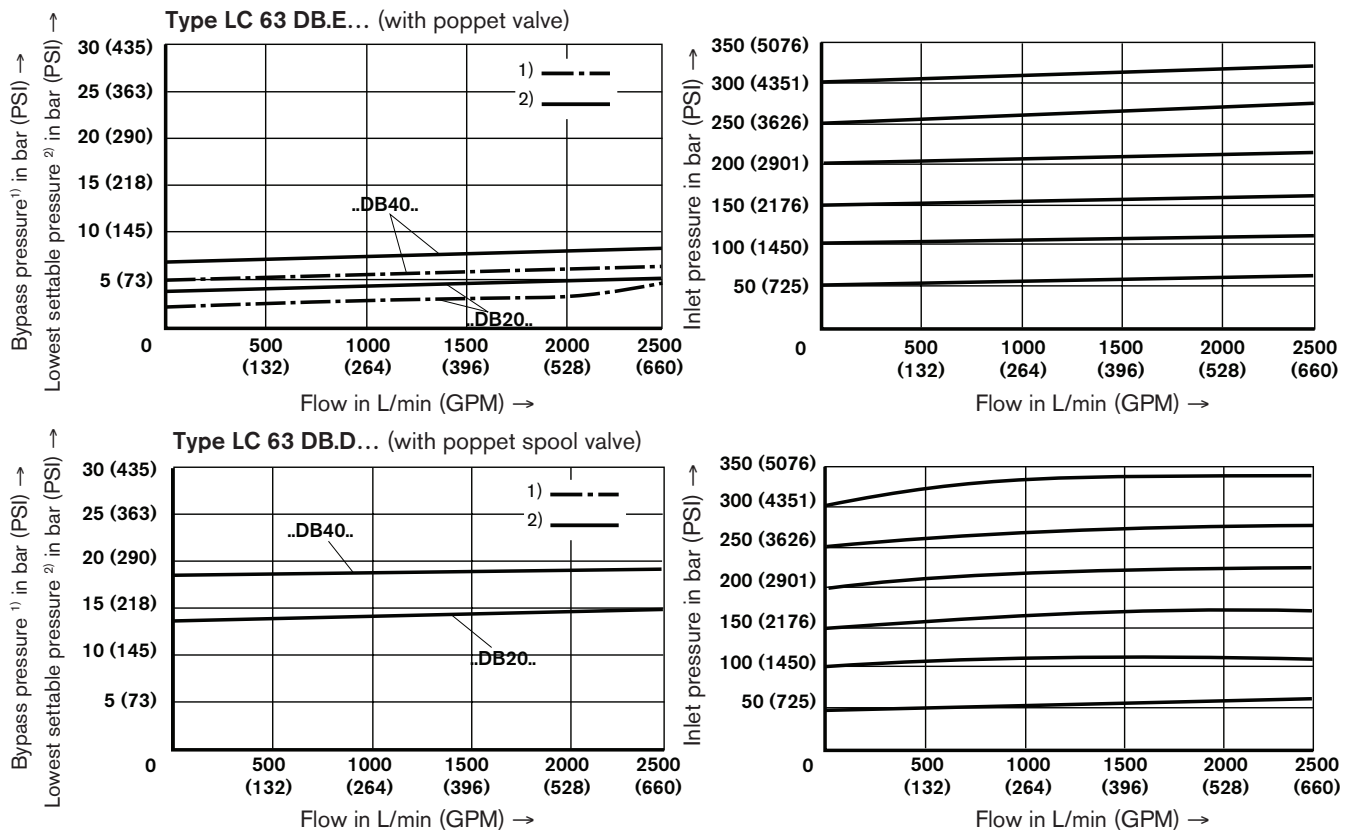 Type LC 63 DB.E... (with poppet valve)
Bypass pressure¹⁾ in bar (PSI) →
Lowest settable pressure ²⁾ in bar (PSI) →
30 (435)
25 (363)
20 (290)
15 (218)
10 (145)
5 (73)
1)
2)
..DB40..
..DB20..
0
500 1000 1500 2000 2500
(132) (264) (396) (528) (660)
Flow in L/min (GPM) →
Inlet pressure in bar (PSI) →
350 (5076)
300 (4351)
250 (3626)
200 (2901)
150 (2176)
100 (1450)
50 (725)
0
500 1000 1500 2000 2500
(132) (264) (396) (528) (660)
Flow in L/min (GPM) →
Type LC 63 DB.D... (with poppet spool valve)
Bypass pressure ¹⁾ in bar (PSI) →
Lowest settable pressure ²⁾ in bar (PSI) →
30 (435)
25 (363)
20 (290)
15 (218)
10 (145)
5 (73)
1)
2)
..DB40..
..DB20..
0
500 1000 1500 2000 2500
(132) (264) (396) (528) (660)
Flow in L/min (GPM) →
Inlet pressure in bar (PSI) →
350 (5076)
300 (4351)
250 (3626)
200 (2901)
150 (2176)
100 (1450)
50 (725)
0
500 1000 1500 2000 2500
(132) (264) (396) (528) (660)
Flow in L/min (GPM) →